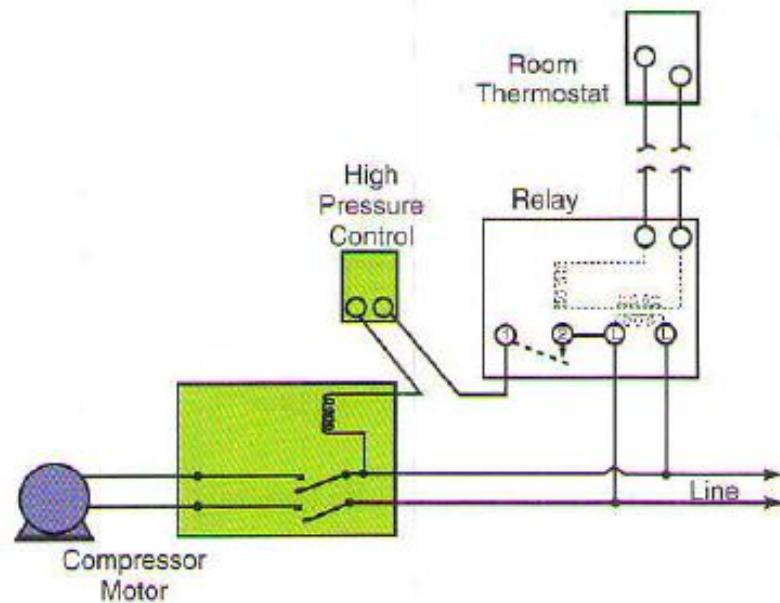 Room
Thermostat
High
Pressure
Control
Relay
1
2
L
L
Line
Compressor
Motor